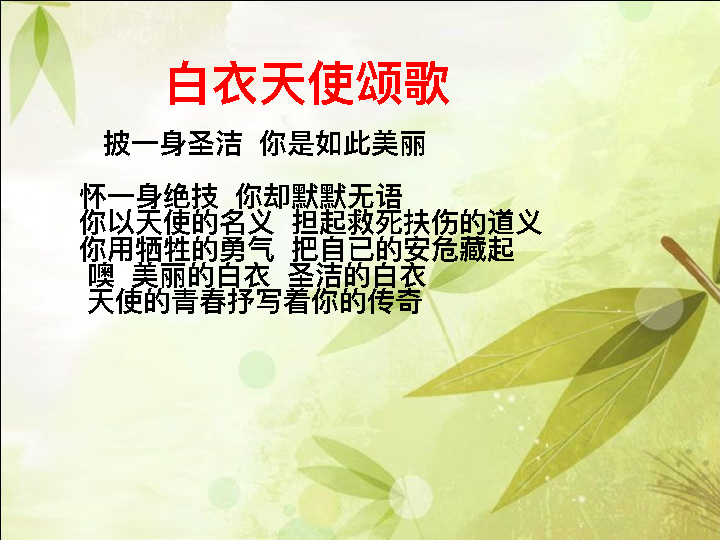 白衣天使颂歌
披一身圣洁 你是如此美丽
怀一身绝技 你却默默无语
你以天使的名义 担起救死扶伤的道义
你用牺牲的勇气 把自已的安危藏起
噢 美丽的白衣 圣洁的白衣
天使的青春抒写着你的传奇